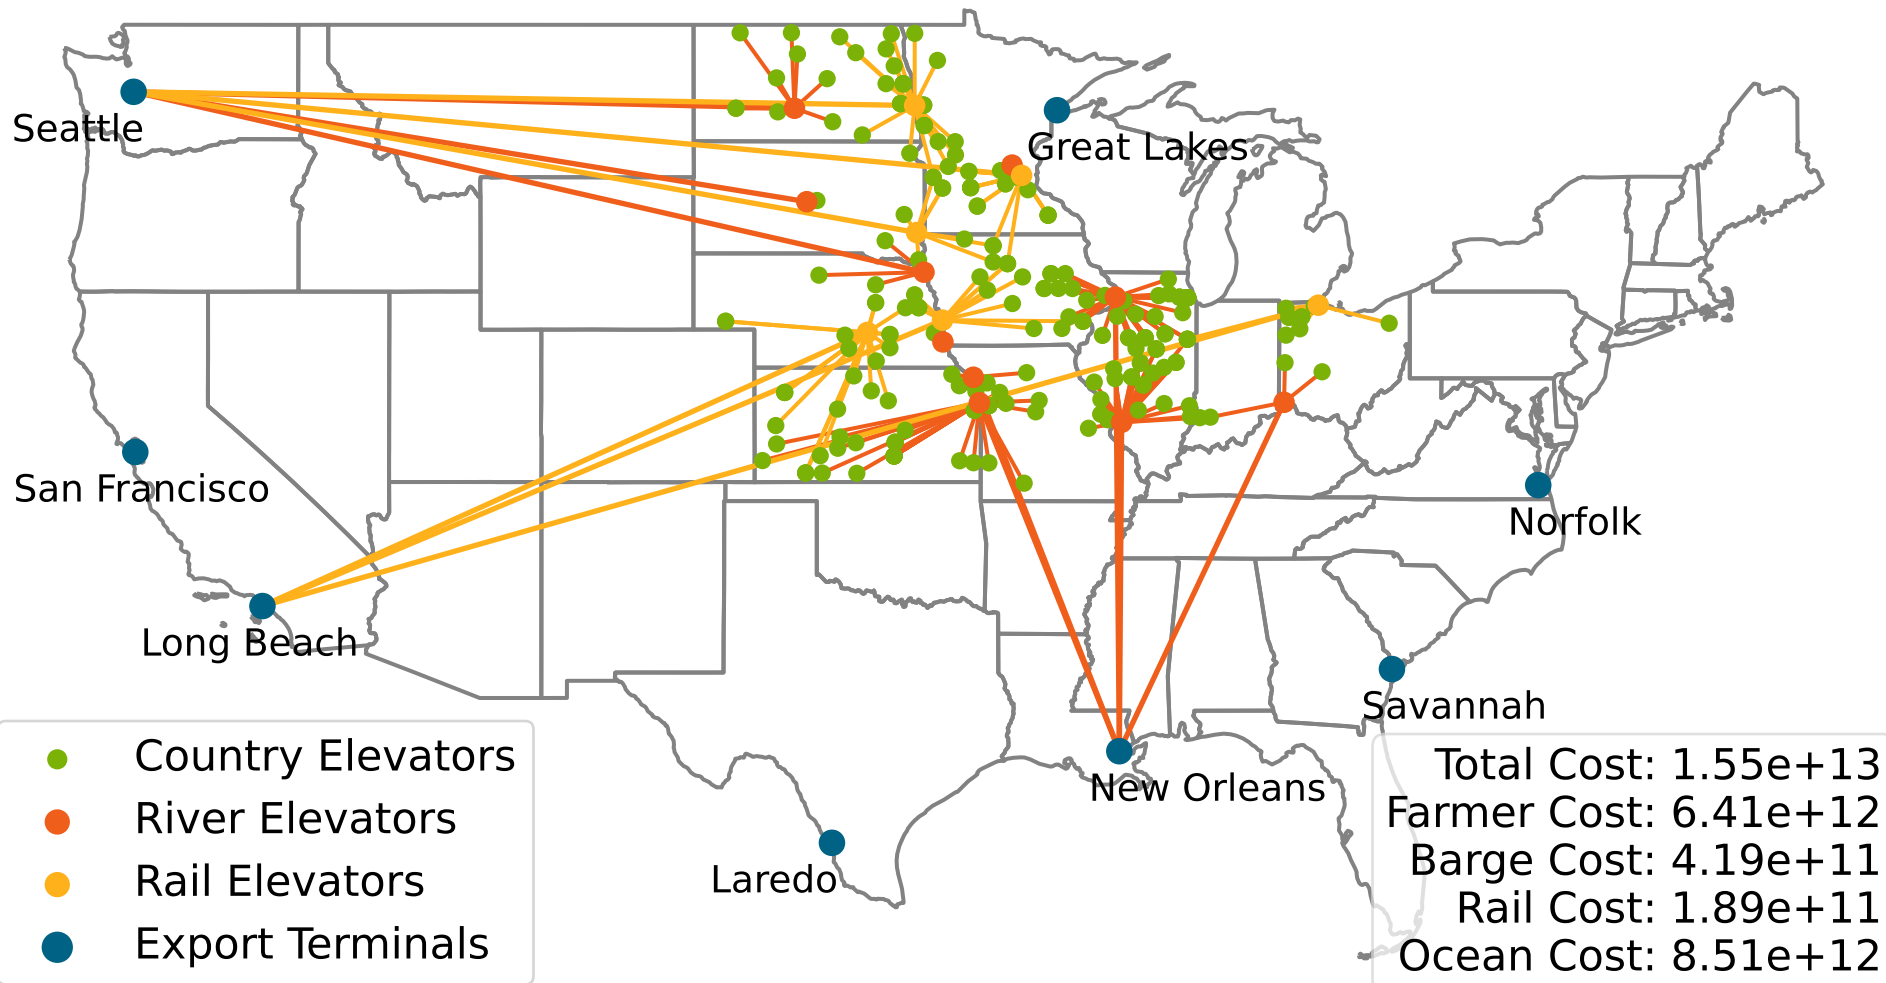 Seattle
Great Lakes
San Francisco
Norfolk
Long Beach
Savannah
New Orleans
Laredo
Country Elevators
River Elevators
Rail Elevators
Export Terminals
Total Cost: 1.55e+13
Farmer Cost: 6.41e+12
Barge Cost: 4.19e+11
Rail Cost: 1.89e+11
Ocean Cost: 8.51e+12